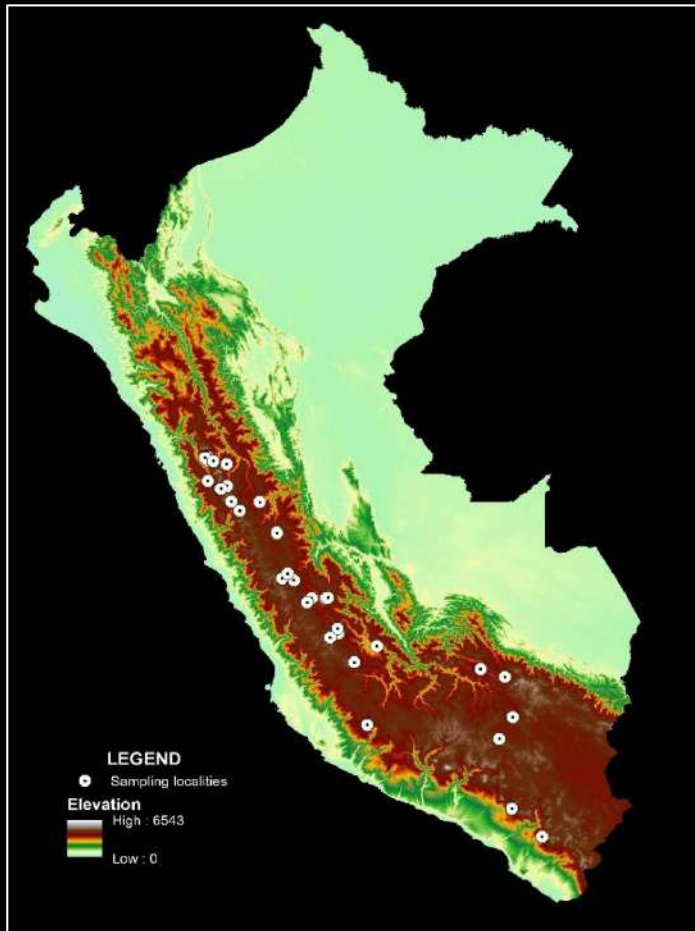 LEGEND
Sampling localities
Elevation
High : 6543
Low : 0